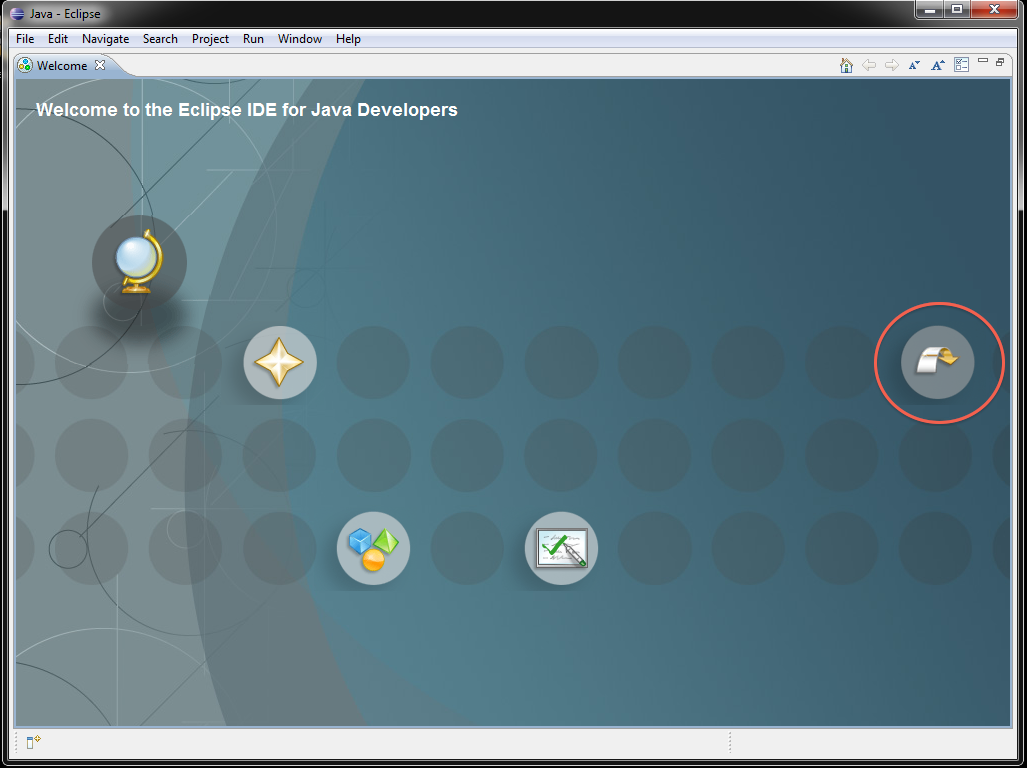 Java - Eclipse
File Edit Navigate Search Project Run Window Help
Welcome
Welcome to the Eclipse IDE for Java Developers